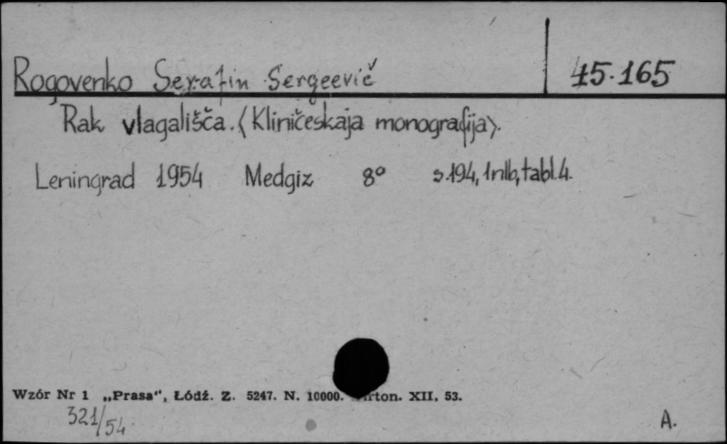 Rogovenko Serafin Sergeevič 45.165
Rak vlagališča. (Kliničeskaja monografija).
Leningrad 1954 Medgiz 8° s.194, 1nlb, tabl.4.
Wzór Nr 1 „Prasa", Łódź. Z. 5247. N. 10000. rton. XII, 53.
321/54 A.